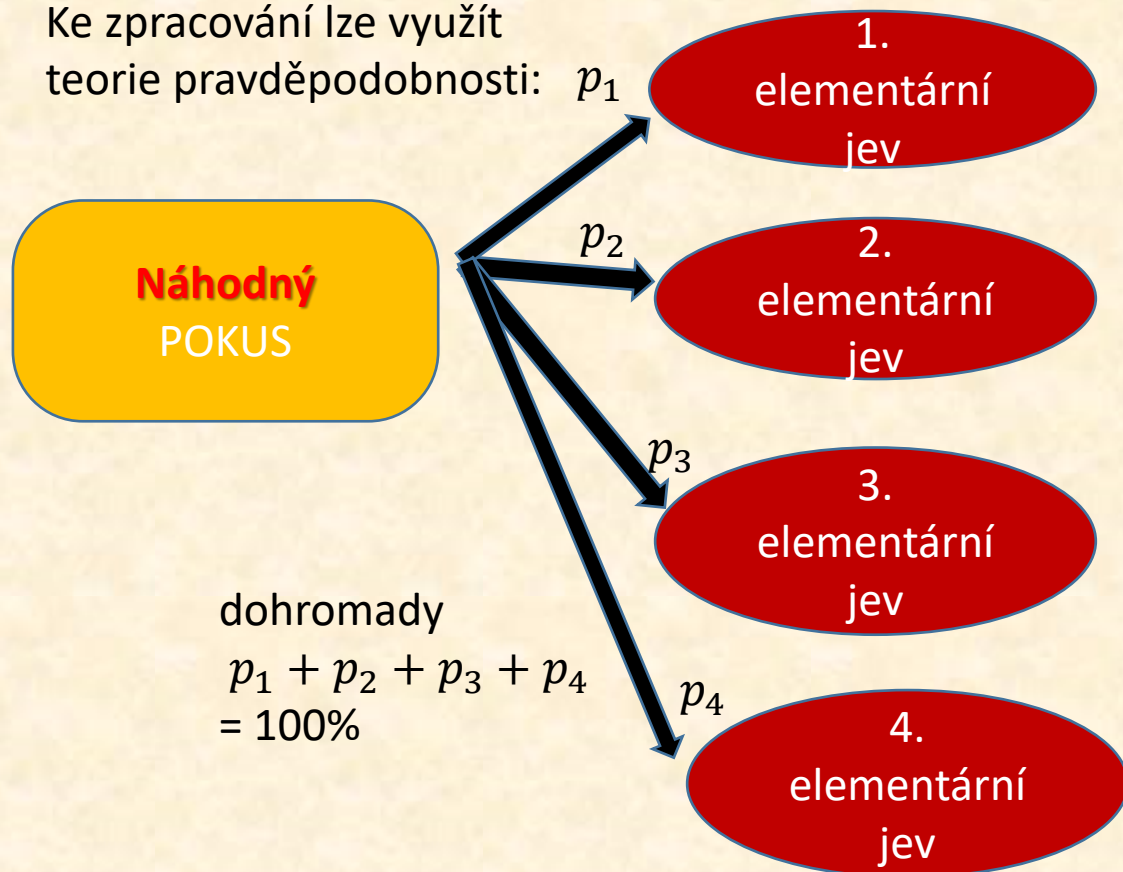 Ke zpracování lze využít
teorie pravděpodobnosti:
p₁
1.
elementární
jev
Náhodný
POKUS
p₂
2.
elementární
jev
p₃
3.
elementární
jev
dohromady
p₁ + p₂ + p₃ + p₄
= 100%
p₄
4.
elementární
jev